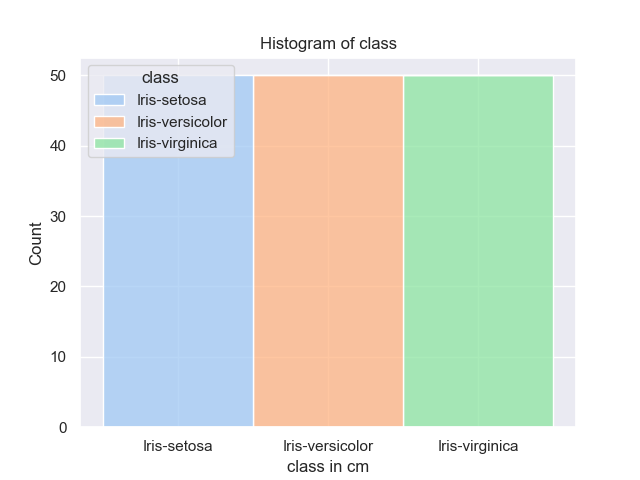 Histogram of class
class
Iris-setosa
Iris-versicolor
Iris-virginica
Count
50
40
30
20
10
0
Iris-setosa Iris-versicolor Iris-virginica
class in cm